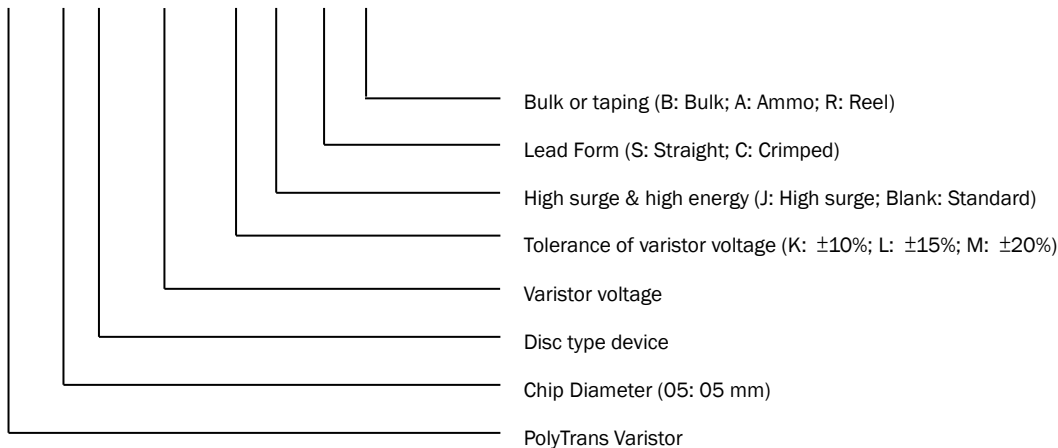 Bulk or taping (B: Bulk; A: Ammo; R: Reel)
Lead Form (S: Straight; C: Crimped)
High surge & high energy (J: High surge; Blank: Standard)
Tolerance of varistor voltage (K: ±10%; L: ±15%; M: ±20%)
Varistor voltage
Disc type device
Chip Diameter (05: 05 mm)
PolyTrans Varistor